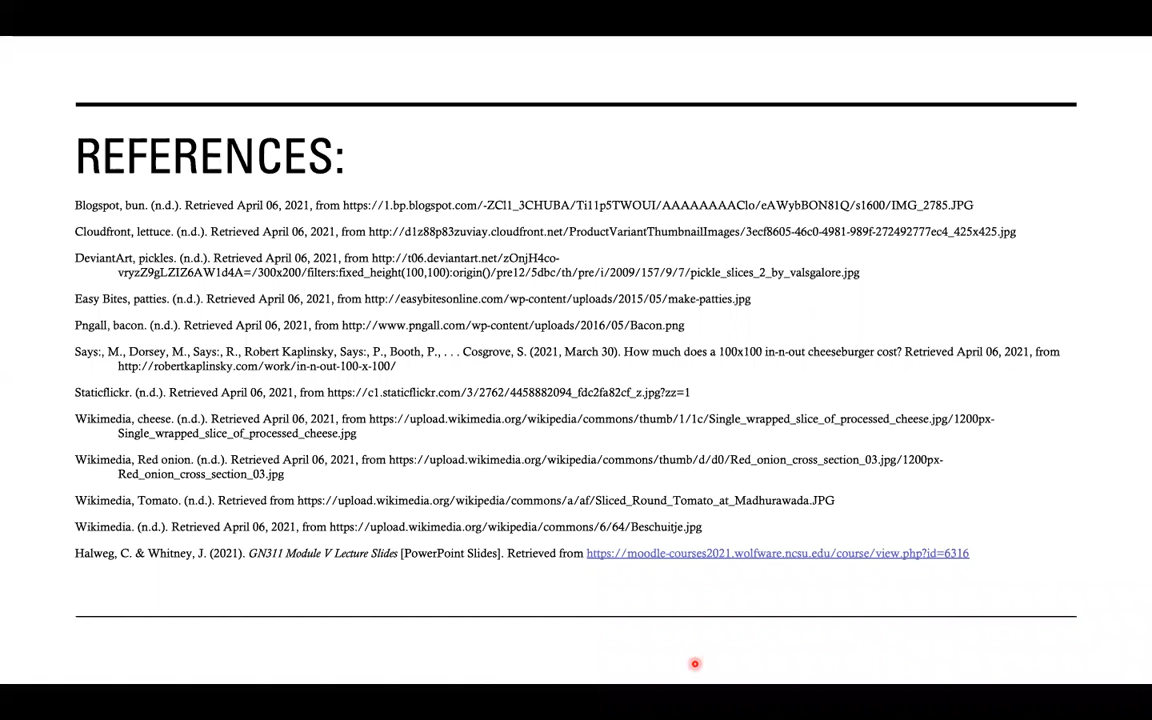 REFERENCES:
Blogspot, bun. (n.d.). Retrieved April 06, 2021, from https://1.bp.blogspot.com/-ZCl1_3CHUBA/Ti11p5TWOUI/AAAAAAAAClo/eAWybBON81Q/s1600/IMG_2785.JPG
Cloudfront, lettuce. (n.d.). Retrieved April 06, 2021, from http://d1z88p83zuviay.cloudfront.net/ProductVariantThumbnailImages/3ecf8605-46c0-4981-989f-272492777ec4_425x425.jpg
DeviantArt, pickles. (n.d.). Retrieved April 06, 2021, from http://t06.deviantart.net/zOnjH4co-
vryzZ9gLZIZ6AW1d4A=/300x200/filters:fixed_height(100,100):origin()/pre12/5dbc/th/pre/i/2009/157/9/7/pickle_slices_2_by_valsgalore.jpg
Easy Bites, patties. (n.d.). Retrieved April 06, 2021, from http://easybitesonline.com/wp-content/uploads/2015/05/make-patties.jpg
Pngall, bacon. (n.d.). Retrieved April 06, 2021, from http://www.pngall.com/wp-content/uploads/2016/05/Bacon.png
Says:, M., Dorsey, M., Says:, R., Robert Kaplinsky, Says:, P., Booth, P., . . . Cosgrove, S. (2021, March 30). How much does a 100x100 in-n-out cheeseburger cost? Retrieved April 06, 2021, from
http://robertkaplinsky.com/work/in-n-out-100-x-100/
Staticflickr. (n.d.). Retrieved April 06, 2021, from https://c1.staticflickr.com/3/2762/4458882094_fdc2fa82cf_z.jpg?zz=1
Wikimedia, cheese. (n.d.). Retrieved April 06, 2021, from https://upload.wikimedia.org/wikipedia/commons/thumb/1/1c/Single_wrapped_slice_of_processed_cheese.jpg/1200px-
Single_wrapped_slice_of_processed_cheese.jpg
Wikimedia, Red onion. (n.d.). Retrieved April 06, 2021, from https://upload.wikimedia.org/wikipedia/commons/thumb/d/d0/Red_onion_cross_section_03.jpg/1200px-
Red_onion_cross_section_03.jpg
Wikimedia, Tomato. (n.d.). Retrieved from https://upload.wikimedia.org/wikipedia/commons/a/af/Sliced_Round_Tomato_at_Madhurawada.JPG
Wikimedia. (n.d.). Retrieved April 06, 2021, from https://upload.wikimedia.org/wikipedia/commons/6/64/Beschuitje.jpg
Halweg, C. & Whitney, J. (2021). GN311 Module V Lecture Slides [PowerPoint Slides]. Retrieved from https://moodle-courses2021.wolfware.ncsu.edu/course/view.php?id=6316